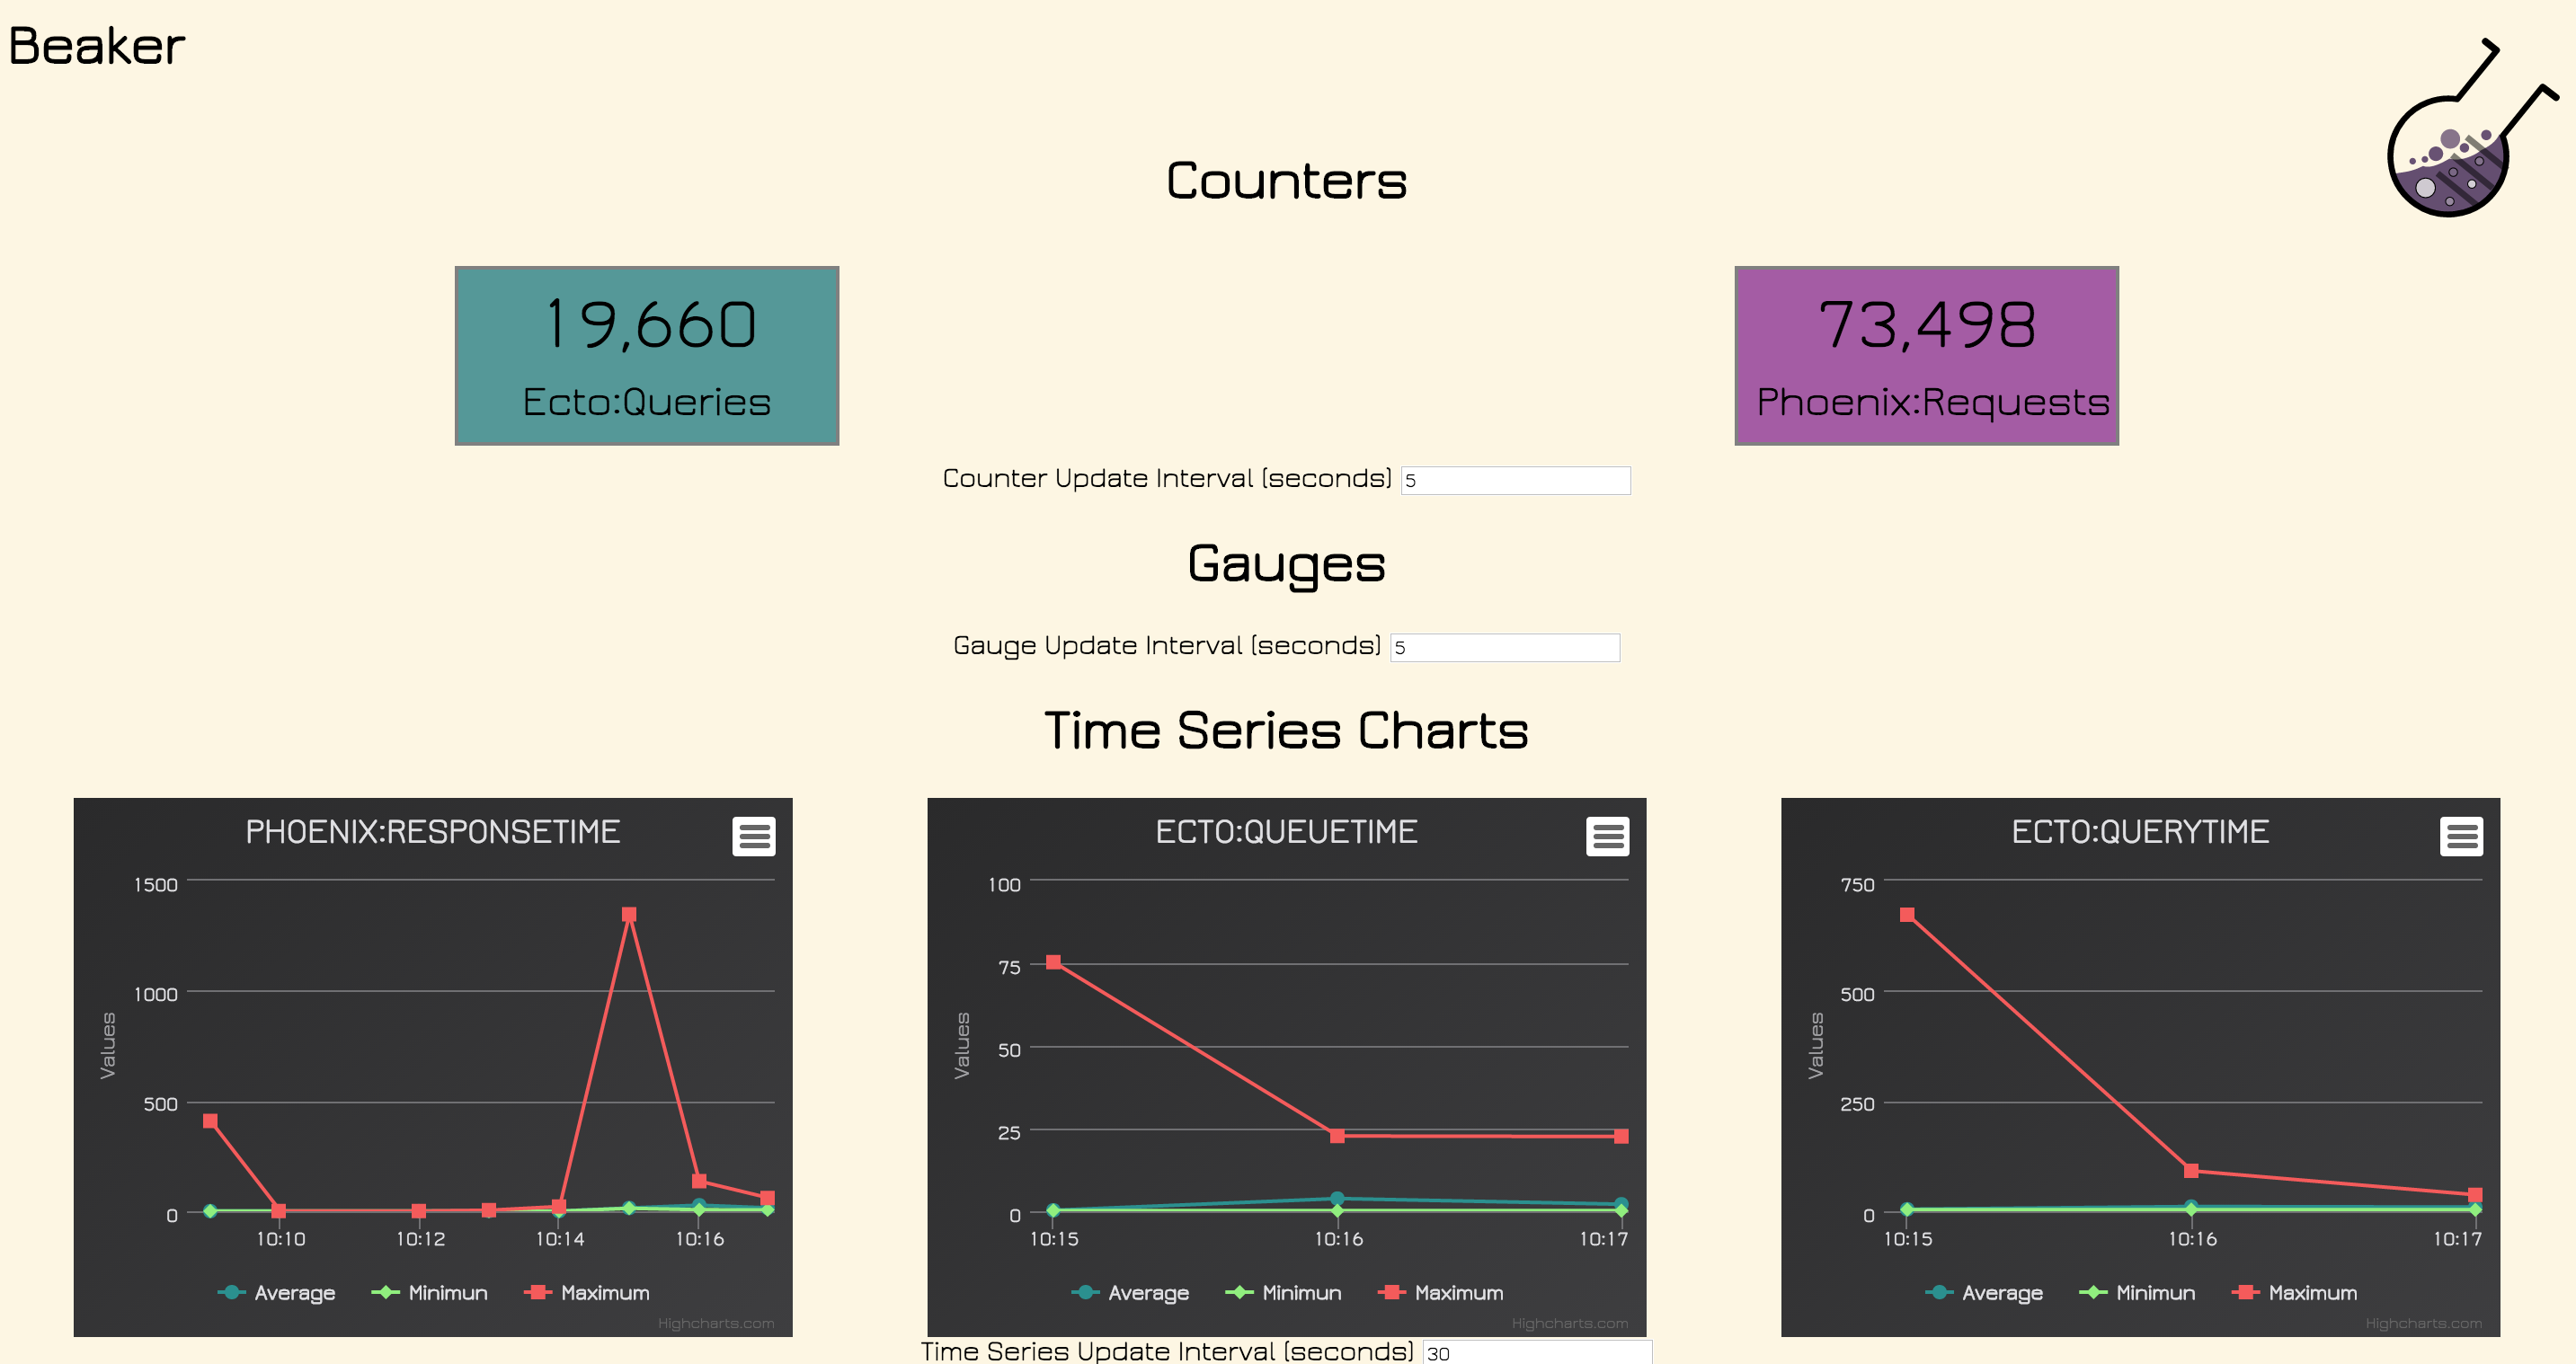 Beaker
Counters
19,660
Ecto:Queries
73,498
Phoenix:Requests
Counter Update Interval (seconds) 5
Gauges
Gauge Update Interval (seconds) 5
Time Series Charts
PHOENIX:RESPONSETIME
Values
1500
1000
500
0
10:10 10:12 10:14 10:16
Average Minimun Maximum
Highcharts.com
ECTO:QUEUETIME
Values
100
75
50
25
0
10:15 10:16 10:17
Average Minimun Maximum
Highcharts.com
ECTO:QUERYTIME
Values
750
500
250
0
10:15 10:16 10:17
Average Minimun Maximum
Highcharts.com
Time Series Update Interval (seconds) 30